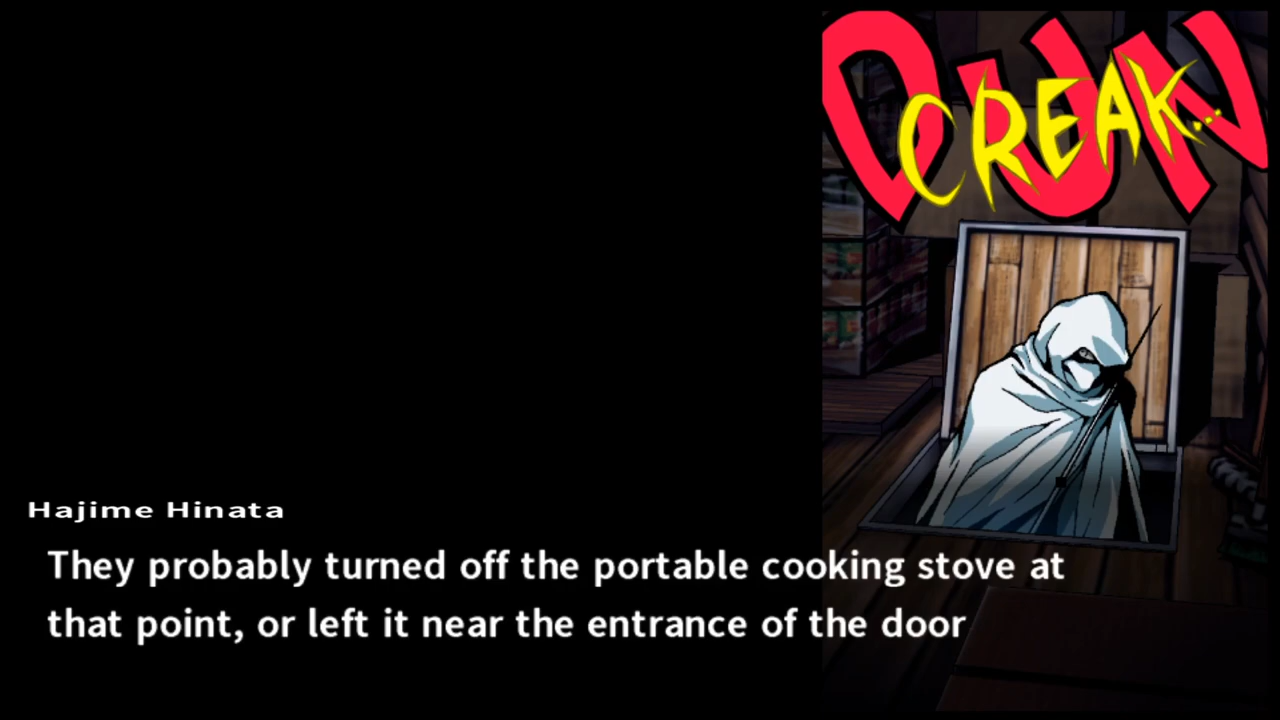 DUN
CREAK...
Hajime Hinata
They probably turned off the portable cooking stove at
that point, or left it near the entrance of the door